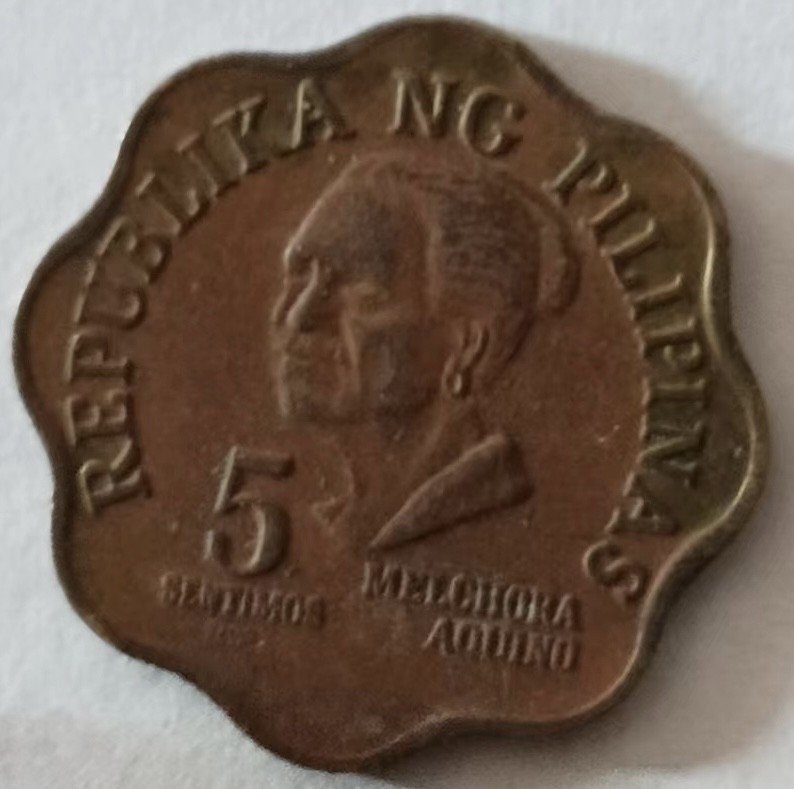 REPUBLIKA NG PILIPINAS
5
SENTIMOS
MELCHORA
AQUINO